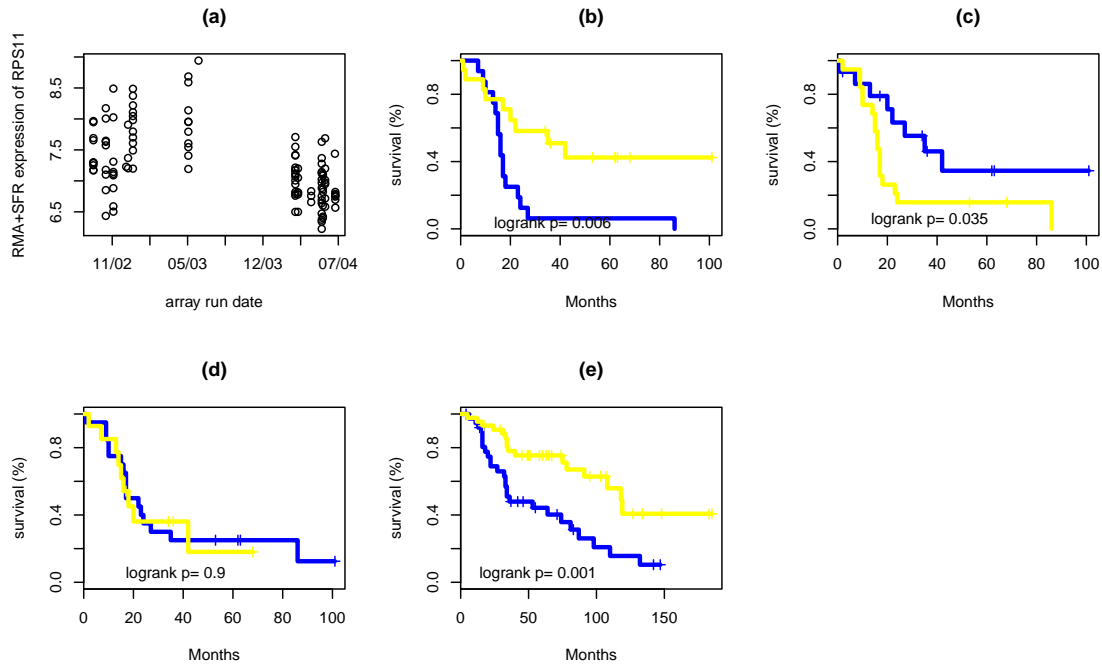 (a)
RMA+SFR expression of RPS11
8.5
7.5
6.5
11/02 05/03 12/03 07/04
array run date
(b)
survival (%)
0.8
0.4
0.0
logrank p= 0.006
0 20 40 60 80 100
Months
(c)
survival (%)
0.8
0.4
0.0
logrank p= 0.035
0 20 40 60 80 100
Months
(d)
survival (%)
0.8
0.4
0.0
logrank p= 0.9
0 20 40 60 80 100
Months
(e)
survival (%)
0.8
0.4
0.0
logrank p= 0.001
0 50 100 150
Months